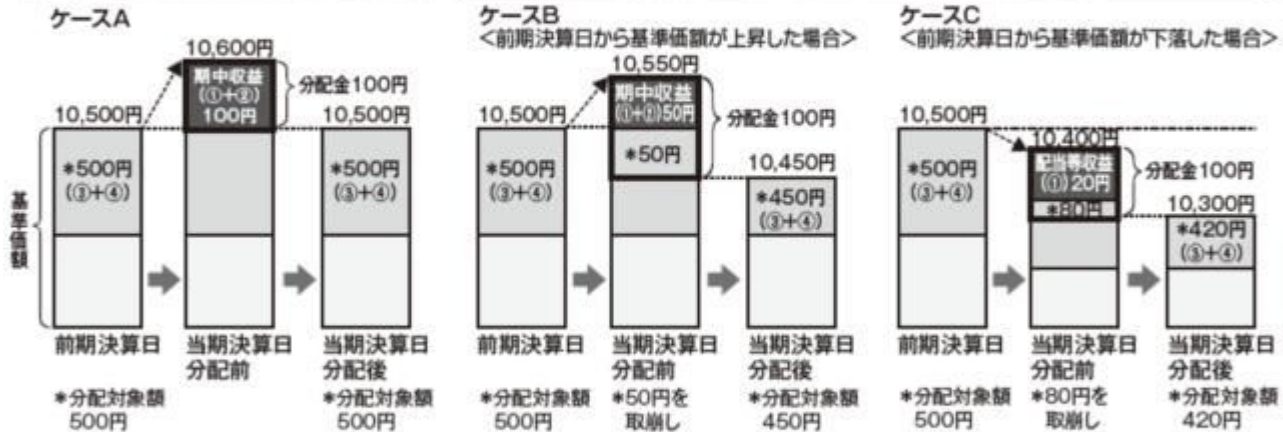 ケースA
10,600円
期中収益
(①+②)
100円
分配金100円
10,500円
10,500円
*500円
(③+④)
*500円
(③+④)
基準価額
前期決算日
当期決算日
分配前
当期決算日
分配後
*分配対象額
500円
*分配対象額
500円
ケースB
<前期決算日から基準価額が上昇した場合>
10,550円
期中収益
(①+②)50円
分配金100円
10,500円
*500円
(③+④)
*50円
10,450円
*450円
(③+④)
前期決算日
当期決算日
分配前
当期決算日
分配後
*分配対象額
500円
*50円を
取崩し
*分配対象額
450円
ケースC
<前期決算日から基準価額が下落した場合>
10,500円
10,400円
配当等収益
(①)20円
分配金100円
*500円
(③+④)
*80円
10,300円
*420円
(③+④)
前期決算日
当期決算日
分配前
当期決算日
分配後
*分配対象額
500円
*80円を
取崩し
*分配対象額
420円